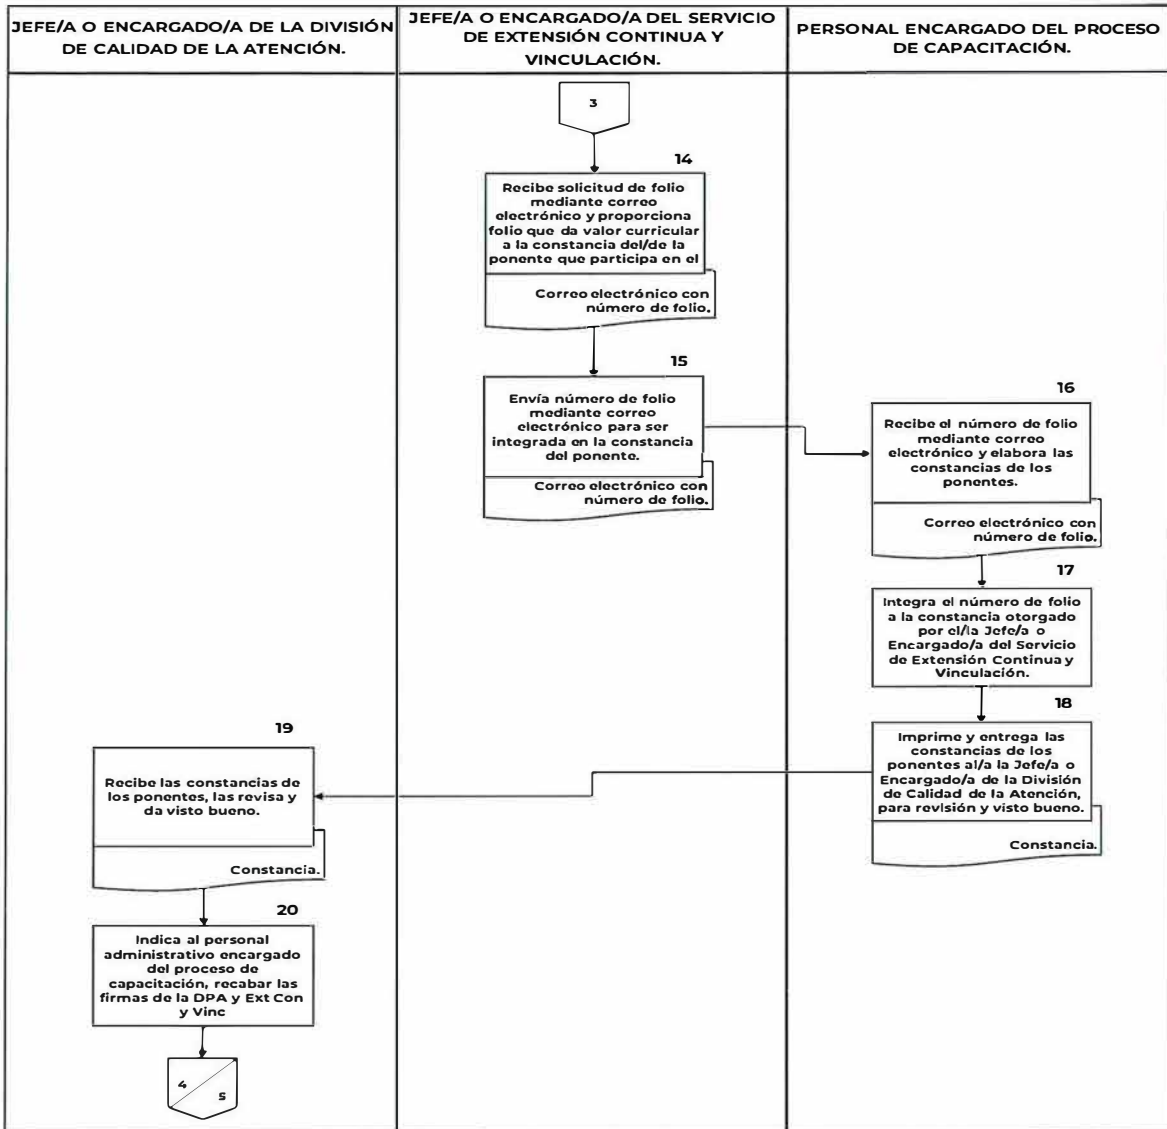 JEFE/A O ENCARGADO/A DE LA DIVISIÓN
DE CALIDAD DE LA ATENCIÓN.
JEFE/A O ENCARGADO/A DEL SERVICIO
DE EXTENSIÓN CONTINUA Y
VINCULACIÓN.
PERSONAL ENCARGADO DEL PROCESO
DE CAPACITACIÓN.
3
14
Recibe solicitud de folio
mediante correo
electrónico y proporciona
folio que da valor curricular
a la constancia del/de la
ponente que participa en el
Correo electrónico con
número de folio.
15
Envía número de folio
mediante correo
electrónico para ser
integrada en la constancia
del ponente.
Correo electrónico con
número de folio.
16
Recibe el número de folio
mediante correo
electrónico y elabora las
constancias de los
ponentes.
Correo electrónico con
número de folio.
17
Integra el número de folio
a la constancia otorgado
por el/la Jefe/a o
Encargado/a del Servicio
de Extensión Continua y
Vinculación.
18
Imprime y entrega las
constancias de los
ponentes al/a la Jefe/a o
Encargado/a de la División
de Calidad de la Atención,
para revisión y visto bueno.
Constancia.
19
Recibe las constancias de
los ponentes, las revisa y
da visto bueno.
Constancia.
20
Indica al personal
administrativo encargado
del proceso de
capacitación, recabar las
firmas de la DPA y Ext Con
y Vinc
4
5